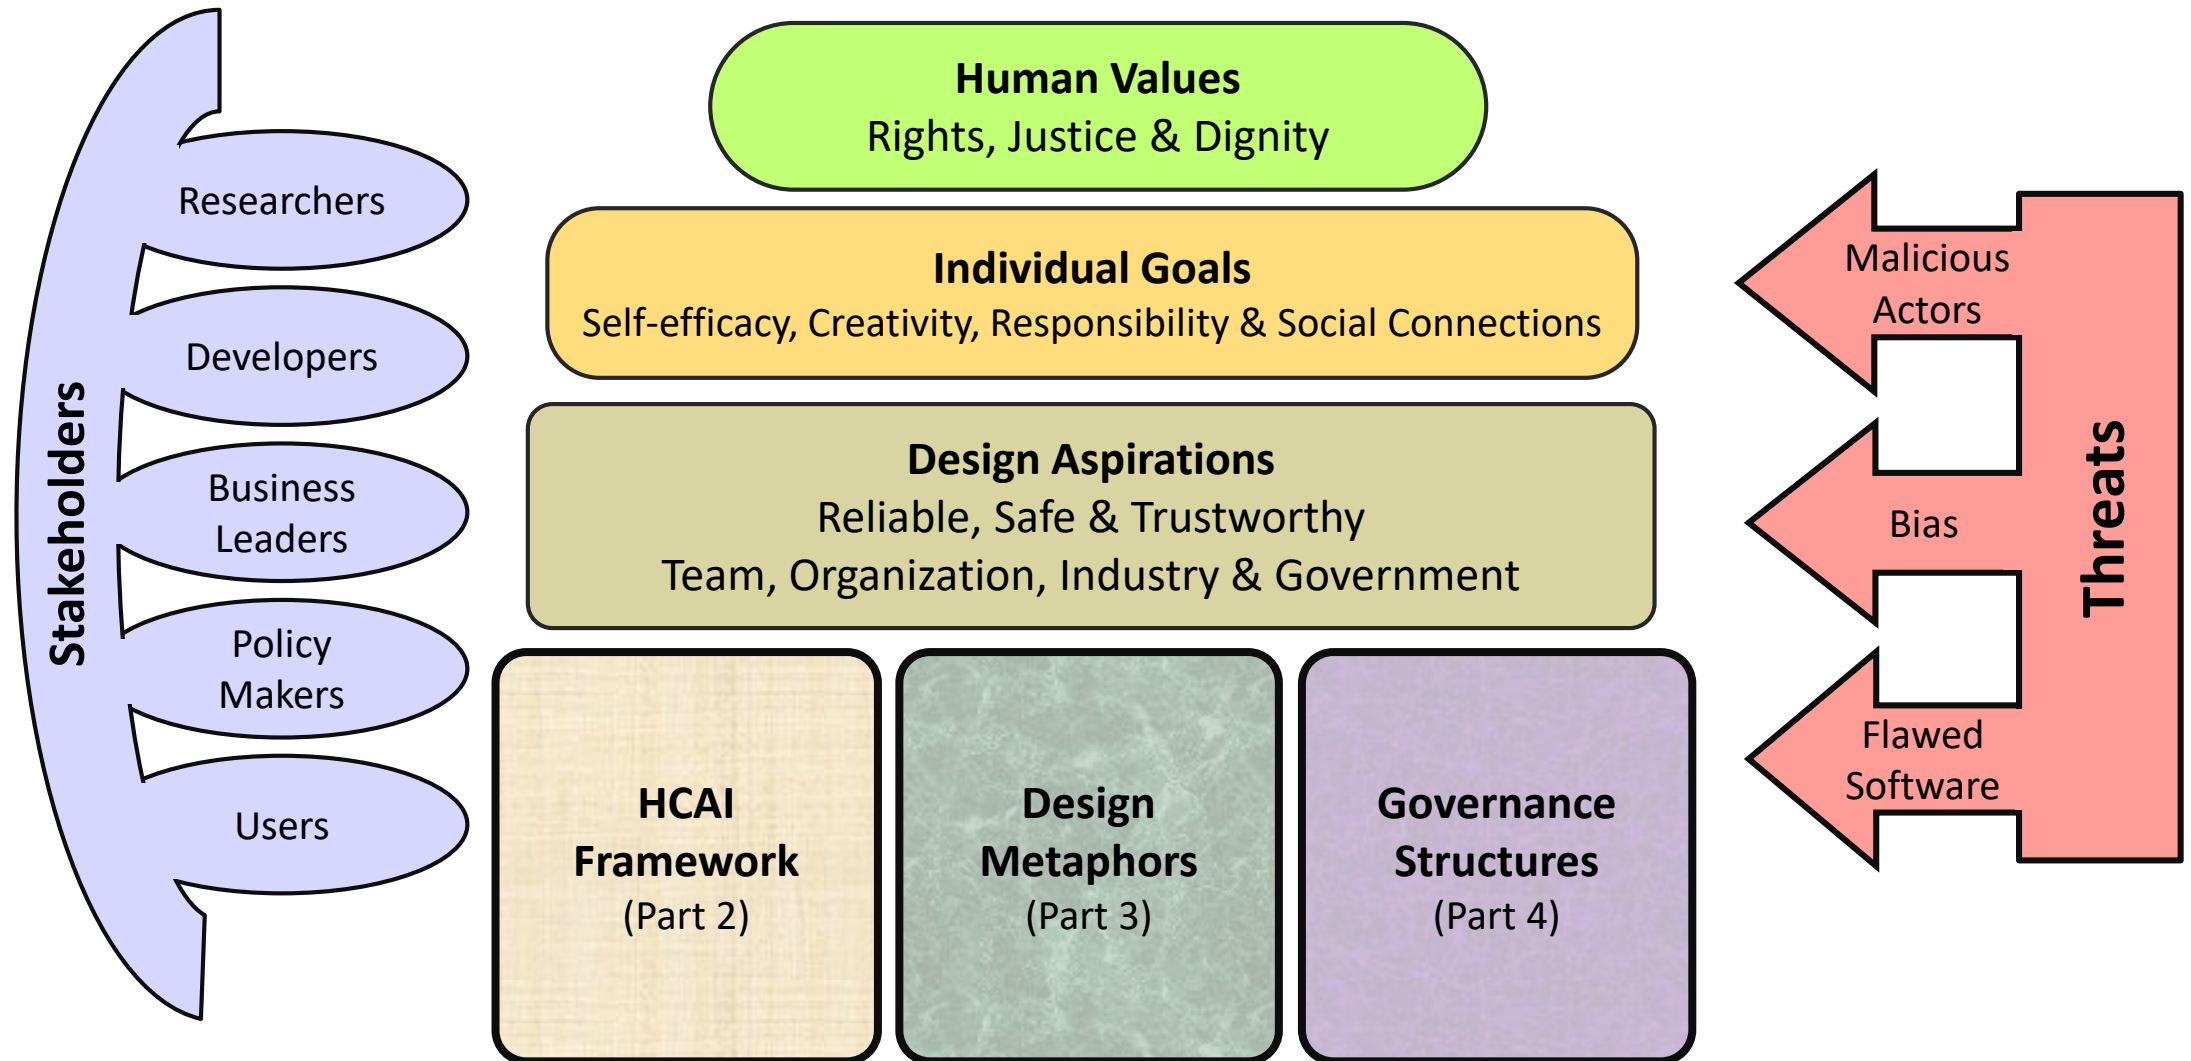 Stakeholders
Researchers
Developers
Business
Leaders
Policy
Makers
Users
Human Values
Rights, Justice & Dignity
Individual Goals
Self-efficacy, Creativity, Responsibility & Social Connections
Design Aspirations
Reliable, Safe & Trustworthy
Team, Organization, Industry & Government
HCAI
Framework
(Part 2)
Design
Metaphors
(Part 3)
Governance
Structures
(Part 4)
Malicious
Actors
Bias
Flawed
Software
Threats